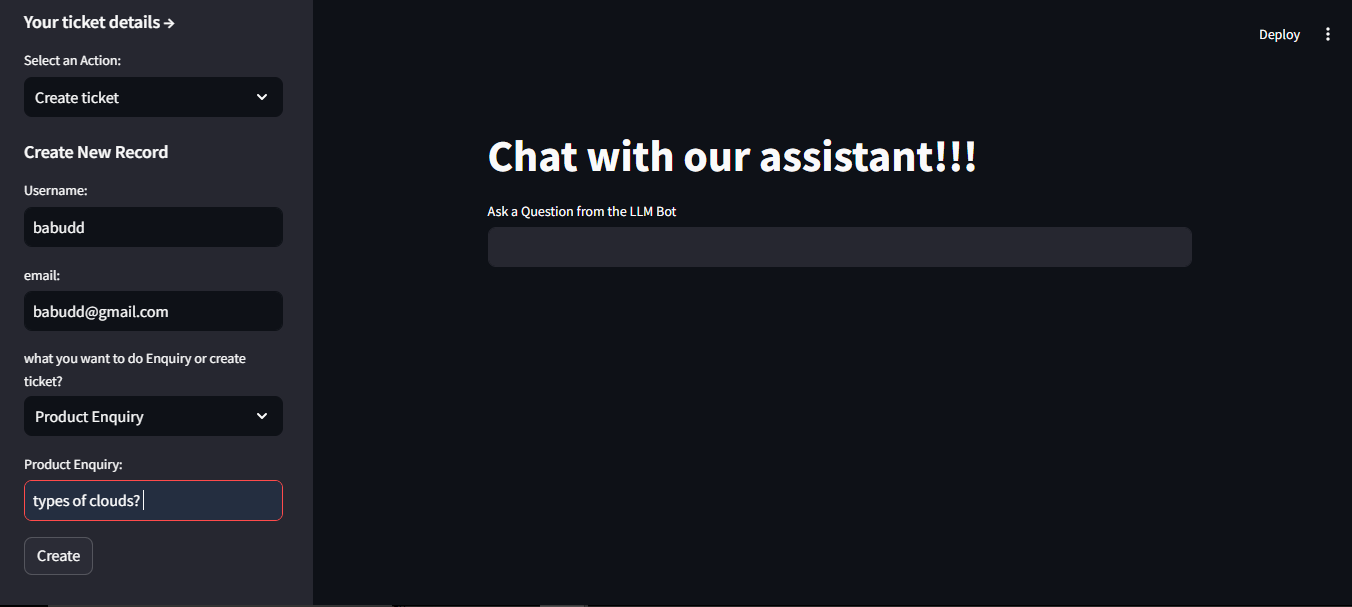 Your ticket details →
Select an Action:
Create ticket
Create New Record
Username:
babudd
email:
babudd@gmail.com
what you want to do Enquiry or create
ticket?
Product Enquiry
Product Enquiry:
types of clouds?
Create
Deploy
Chat with our assistant!!!
Ask a Question from the LLM Bot